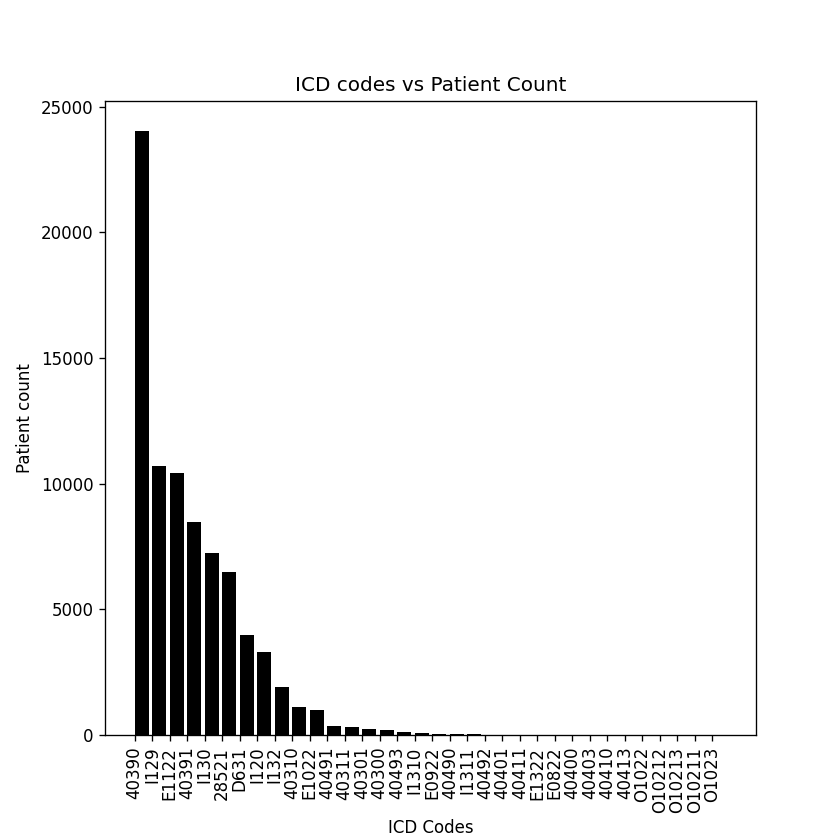 ICD codes vs Patient Count
25000
20000
15000
10000
5000
0
Patient count
40390
I129
E1122
40391
I130
28521
D631
I120
I132
40310
E1022
40491
40311
40301
40300
40493
I1310
E0922
40490
I1311
40492
40401
40411
E1322
E0822
40400
40403
40410
40413
O1022
O10212
O10213
O10211
O1023
ICD Codes